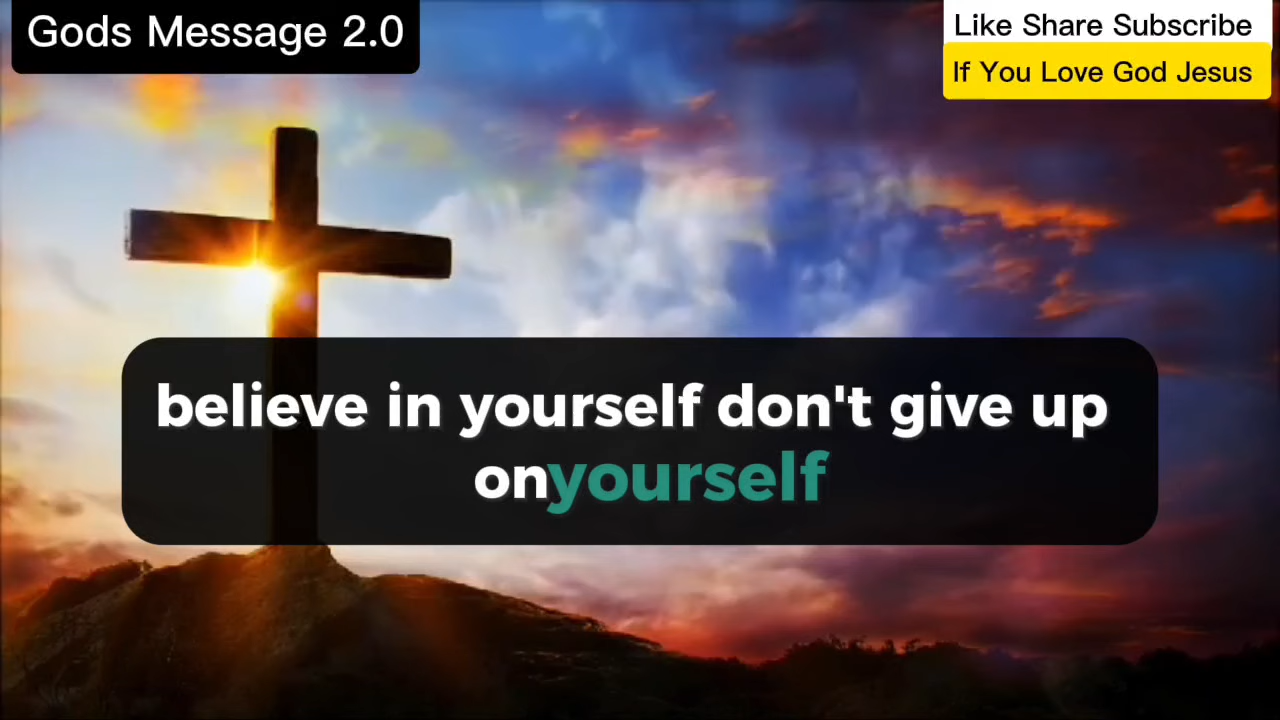 Gods Message 2.0
Like Share Subscribe
If You Love God Jesus
believe in yourself don't give up
onyourself